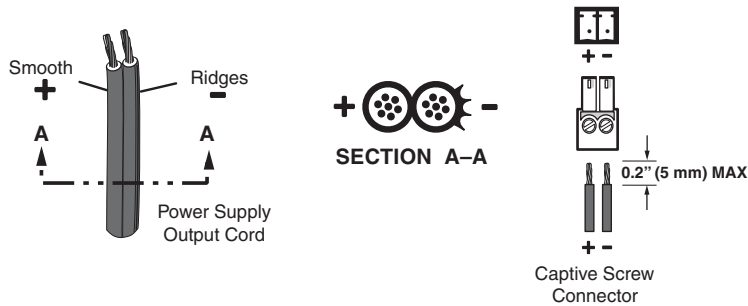 Smooth
Ridges
+
-
A
A
Power Supply
Output Cord
+
-
SECTION A–A
+ -
0.2” (5 mm) MAX
+ -
Captive Screw
Connector